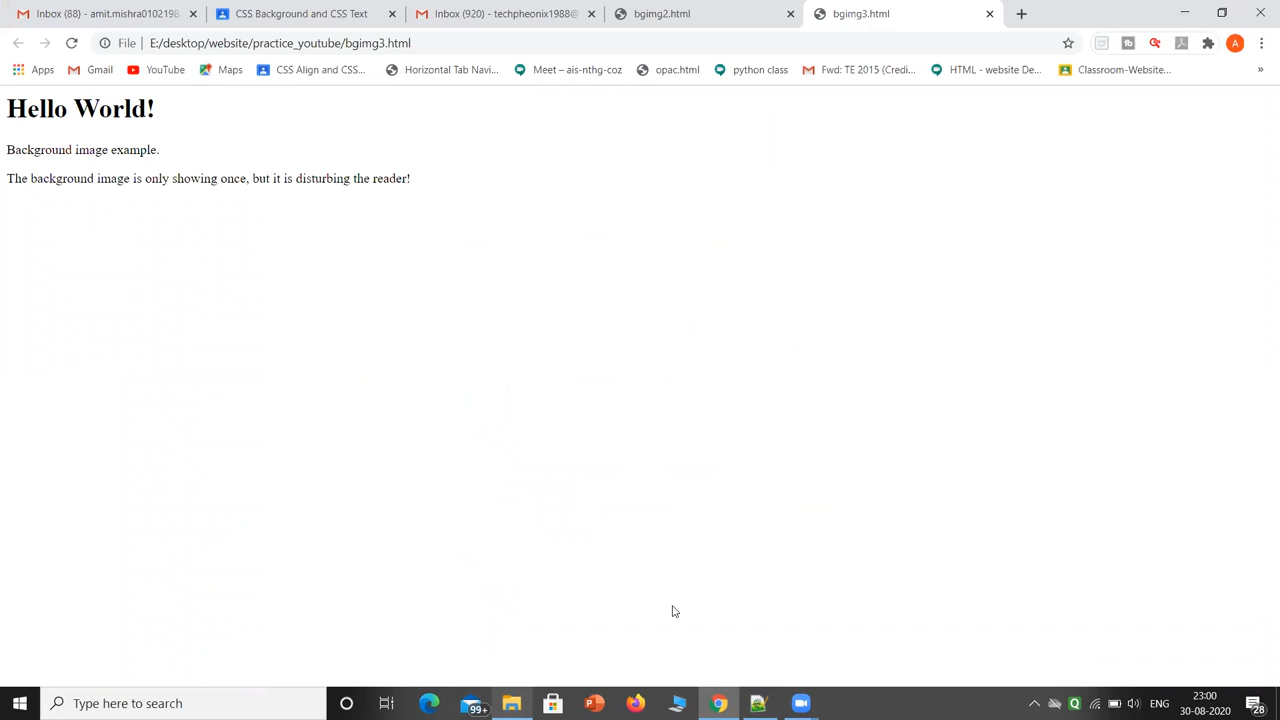 Inbox (88) - amit.mishra0102198 CSS Background and CSS Text Inbox (920) - techpheonix1988@ bgimg2.html bgimg3.html
File E:/desktop/website/practice_youtube/bgimg3.html A
Apps Gmail YouTube Maps CSS Align and CSS... Horizontal Tab Navi... Meet – ais-nthg-coz opac.html python class Fwd: TE 2015 (Credi... HTML - website De... Classroom-Website... »
Hello World!
Background image example.
The background image is only showing once, but it is disturbing the reader!
Type here to search 99+ ENG 23:00
30-08-2020 28